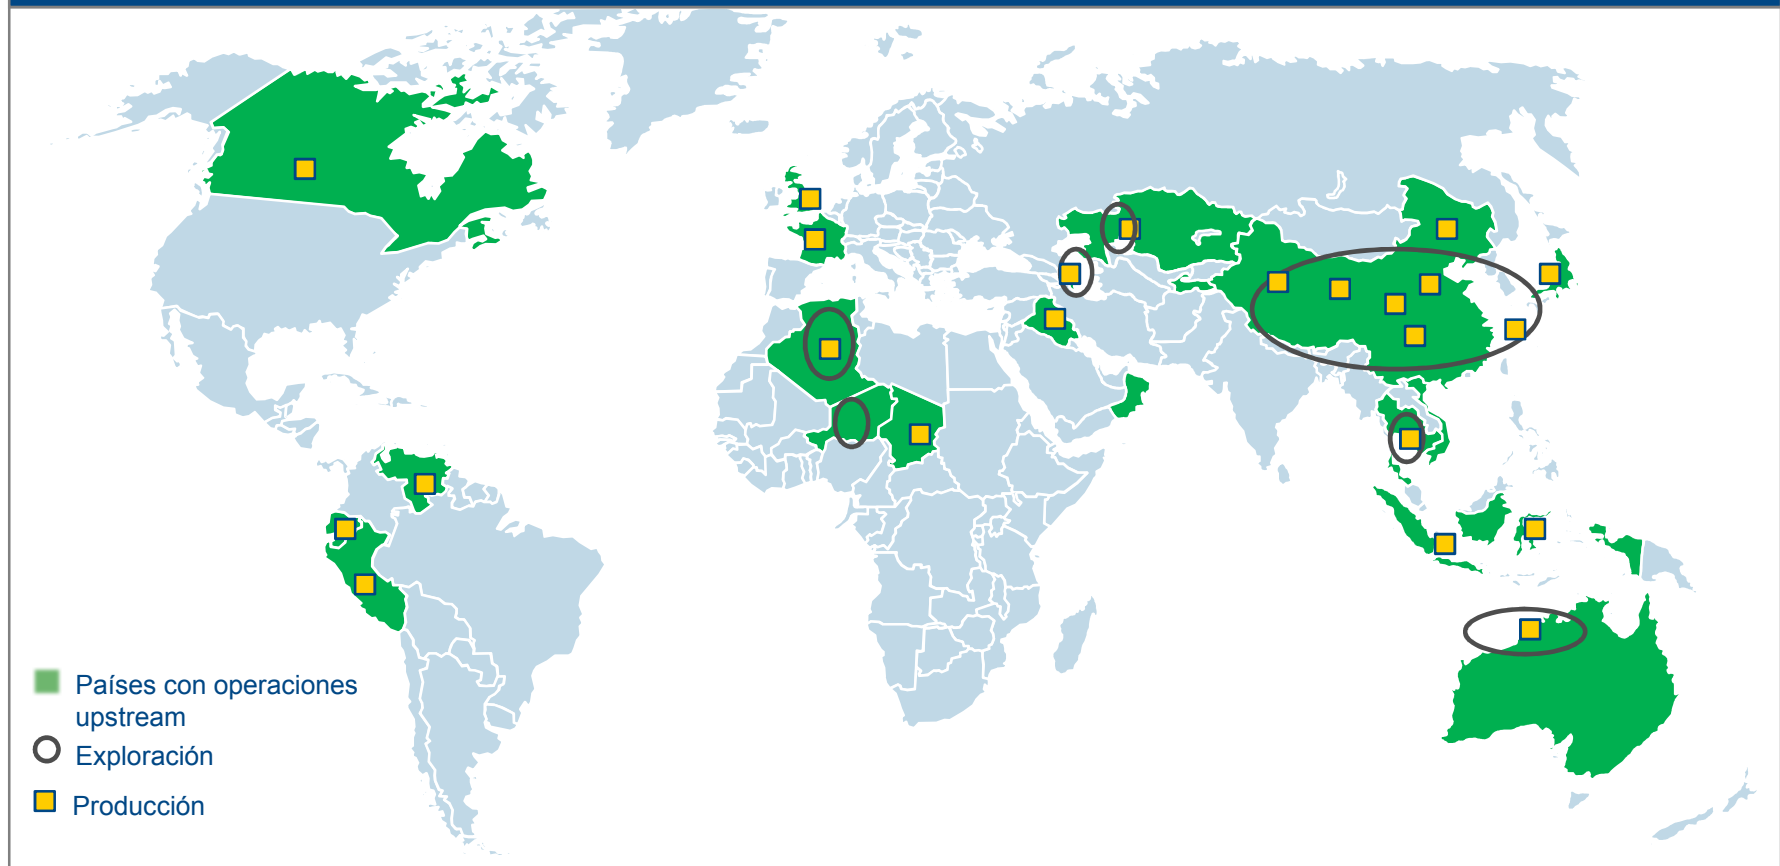 Países con operaciones
upstream
Exploración
Producción